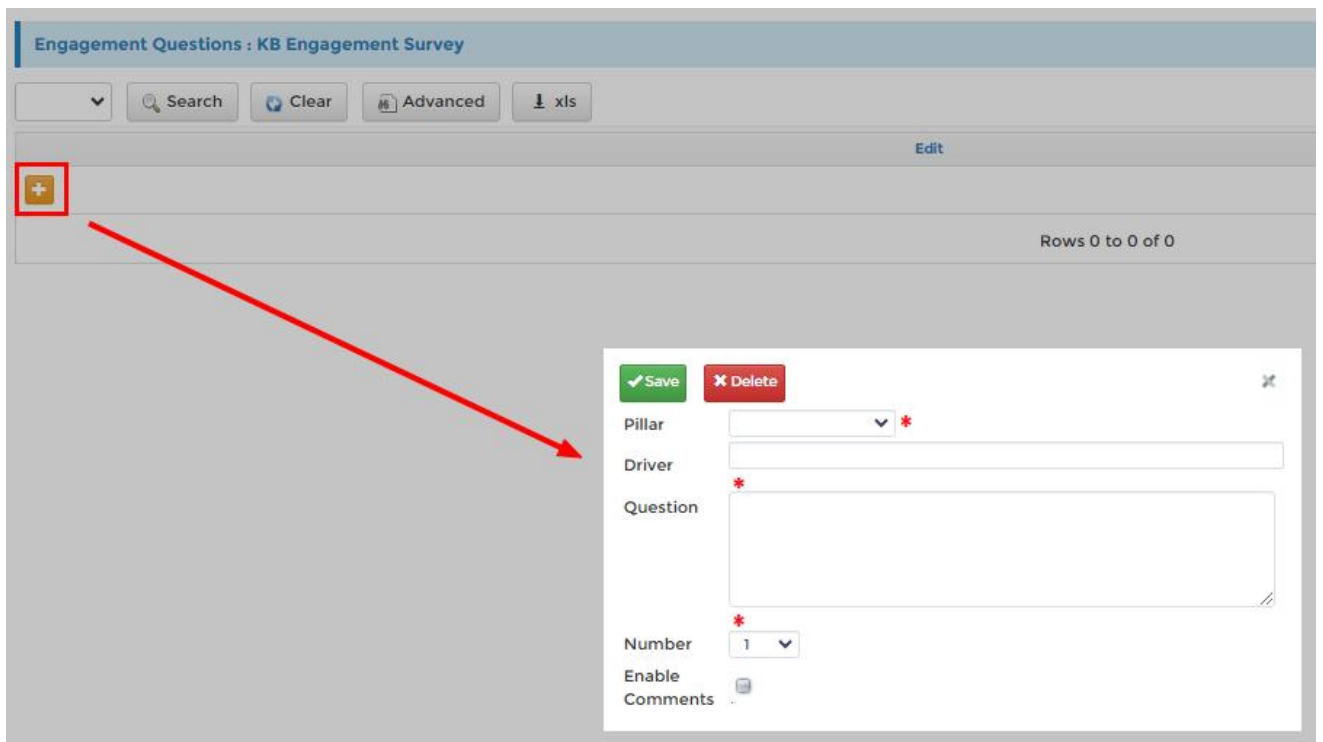 Engagement Questions : KB Engagement Survey
Search Clear Advanced xls
Edit
Rows 0 to 0 of 0
Save Delete
Pillar *
Driver
*
Question
*
Number 1
Enable
Comments